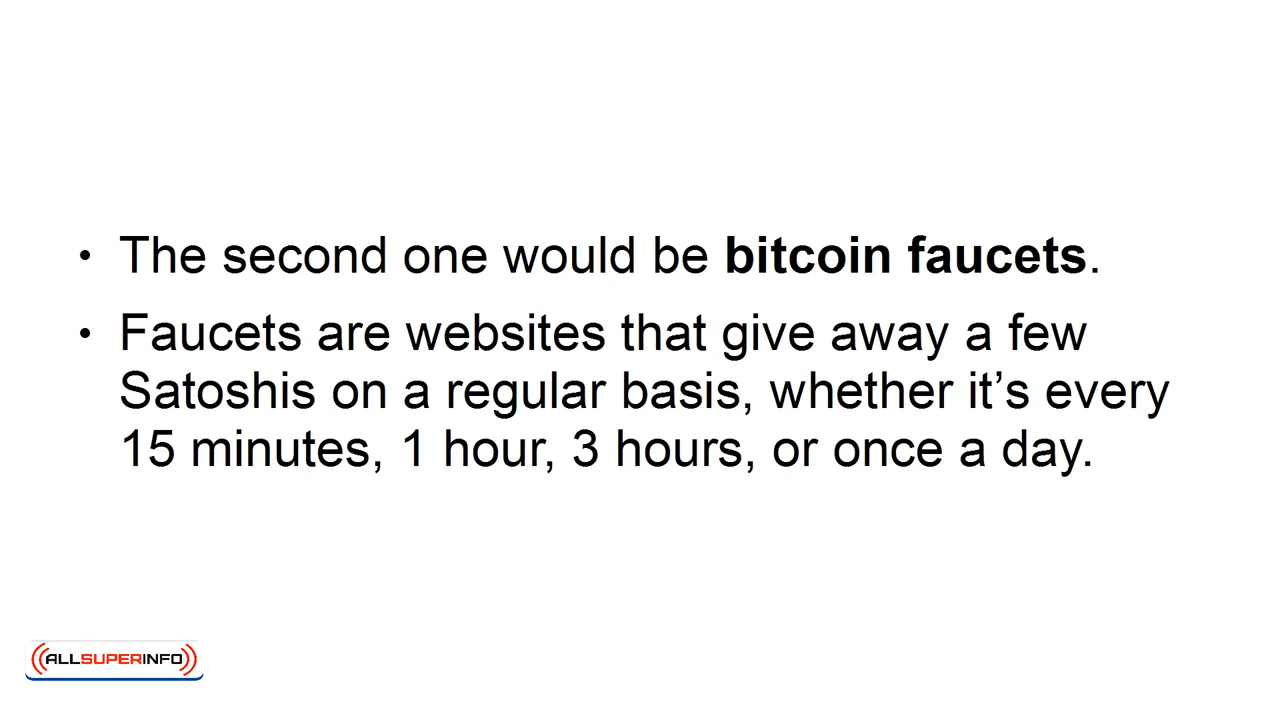 • The second one would be bitcoin faucets.
• Faucets are websites that give away a few
Satoshis on a regular basis, whether it’s every
15 minutes, 1 hour, 3 hours, or once a day.
ALLSUPERINFO